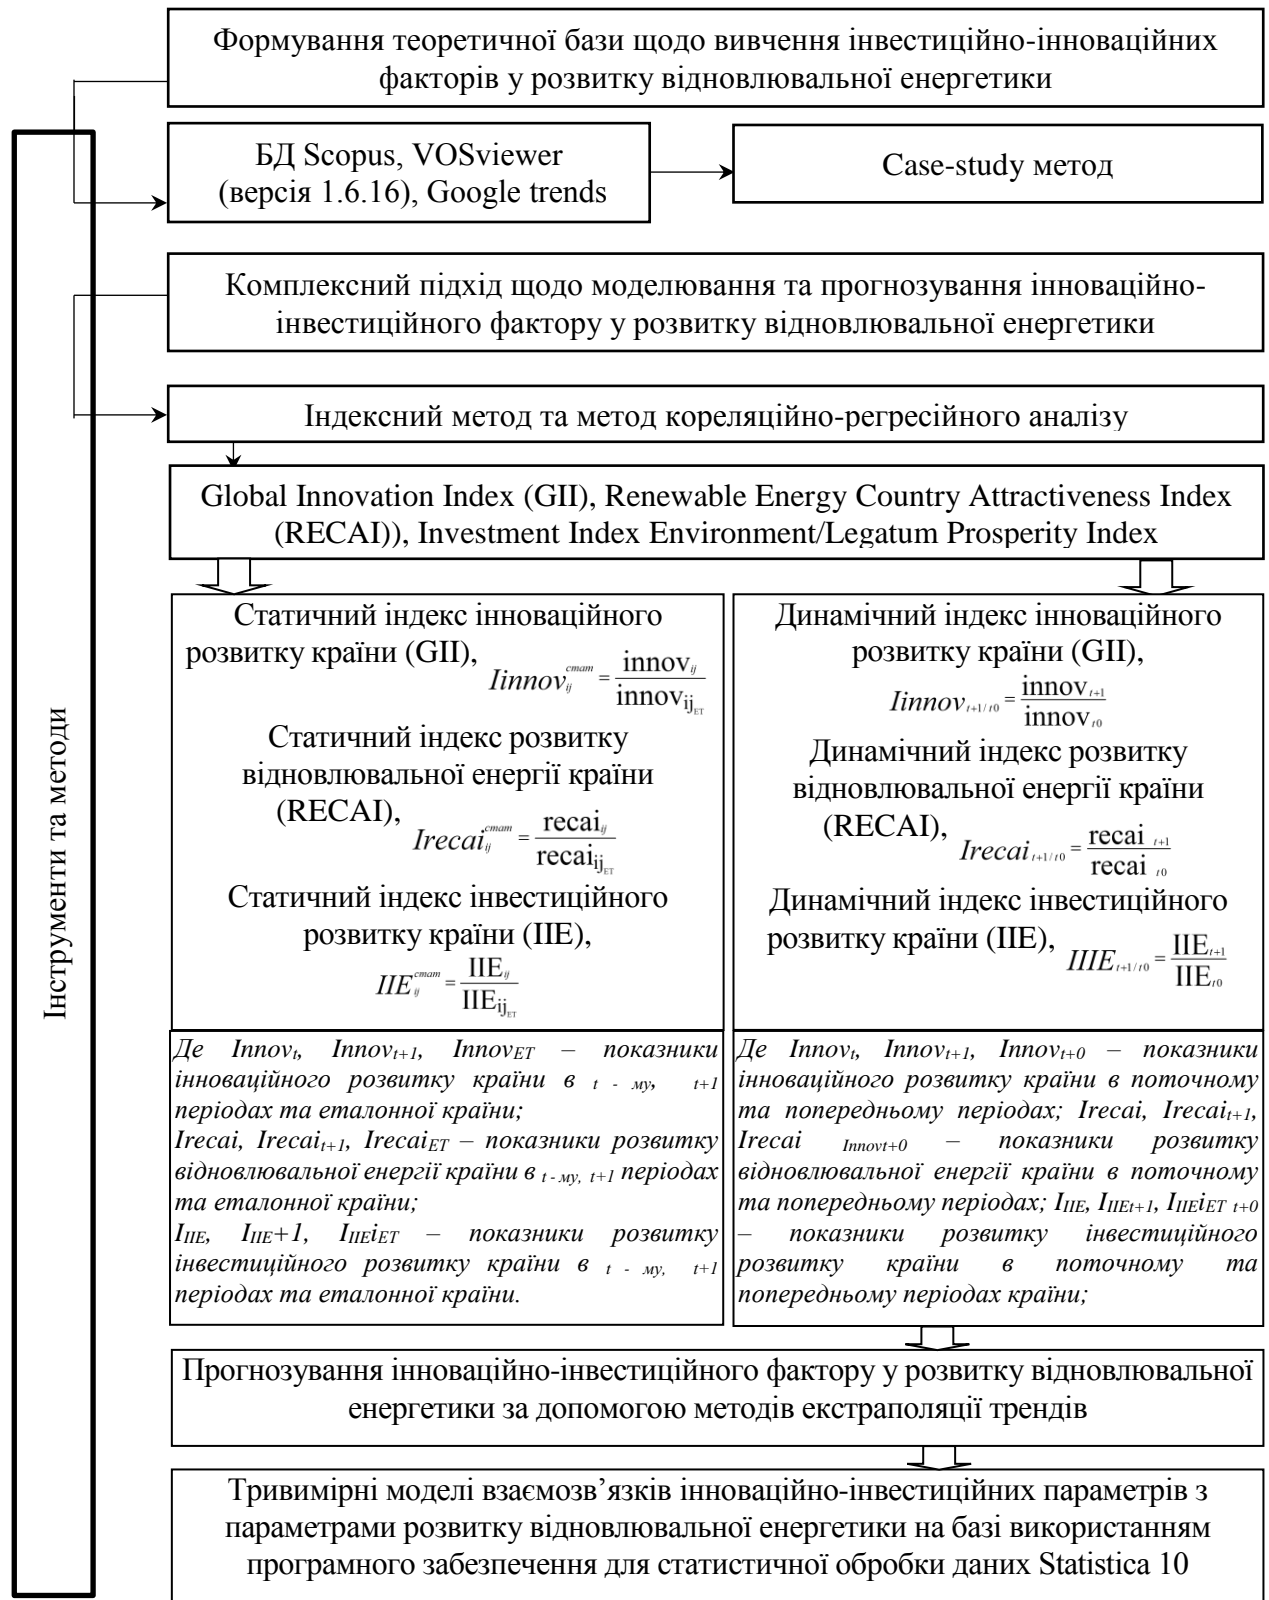 Формування теоретичної бази щодо вивчення інвестиційно-інноваційних
факторів у розвитку відновлювальної енергетики
Інструменти та методи
БД Scopus, VOSviewer
(версія 1.6.16), Google trends
Case-study метод
Комплексний підхід щодо моделювання та прогнозування інноваційно-
інвестиційного фактору у розвитку відновлювальної енергетики
Індексний метод та метод кореляційно-регресійного аналізу
Global Innovation Index (GII), Renewable Energy Country Attractiveness Index
(RECAI)), Investment Index Environment/Legatum Prosperity Index
Статичний індекс інноваційного
розвитку країни (GII), Iinnov_ij^стат = innov_ij / innov_ij_ET
Статичний індекс розвитку
відновлювальної енергії країни
(RECAI), Irecai_ij^стат = recai_ij / recai_ij_ET
Статичний індекс інвестиційного
розвитку країни (IIE),
IIE_ij^стат = IIE_ij / IIE_ij_ET
Динамічний індекс інноваційного
розвитку країни (GII),
Iinnov_t+1/t0 = innov_t+1 / innov_t0
Динамічний індекс розвитку
відновлювальної енергії країни
(RECAI), Irecai_t+1/t0 = recai_t+1 / recai_t0
Динамічний індекс інвестиційного
розвитку країни (IIE), IIIE_t+1/t0 = IIE_t+1 / IIE_t0
Де Innov_t, Innov_t+1, Innov_ET – показники
інноваційного розвитку країни в t - му, t+1
періодах та еталонної країни;
Irecai, Irecai_t+1, Irecai_ET – показники розвитку
відновлювальної енергії країни в t - му, t+1 періодах
та еталонної країни;
I_IIE, I_IIE+1, I_IIEi_ET – показники розвитку
інвестиційного розвитку країни в t - му, t+1
періодах та еталонної країни.
Де Innov_t, Innov_t+1, Innov_t+0 – показники
інноваційного розвитку країни в поточному
та попередньому періодах; Irecai, Irecai_t+1,
Irecai Innovt+0 – показники розвитку
відновлювальної енергії країни в поточному
та попередньому періодах; I_IIE, I_IIEt+1, I_IIEi_ET t+0
– показники розвитку інвестиційного
розвитку країни в поточному та
попередньому періодах країни;
Прогнозування інноваційно-інвестиційного фактору у розвитку відновлювальної
енергетики за допомогою методів екстраполяції трендів
Тривимірні моделі взаємозв’язків інноваційно-інвестиційних параметрів з
параметрами розвитку відновлювальної енергетики на базі використанням
програмного забезпечення для статистичної обробки даних Statistica 10